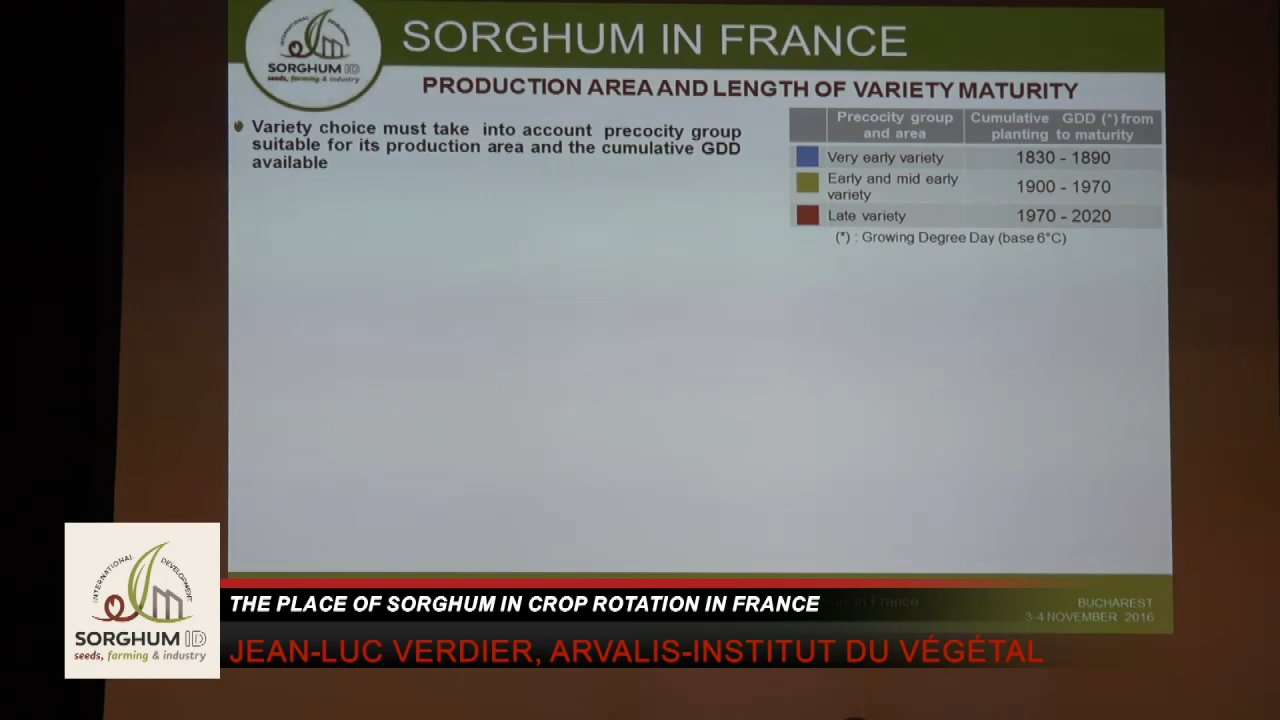 INTERNATIONAL DEVELOPMENT
SORGHUM ID
seeds, farming & industry
SORGHUM IN FRANCE
PRODUCTION AREA AND LENGTH OF VARIETY MATURITY
Variety choice must take into account precocity group
suitable for its production area and the cumulative GDD
available
Precocity group
and area
Cumulative GDD (*) from
planting to maturity
Very early variety
1830 - 1890
Early and mid early
variety
1900 - 1970
Late variety
1970 - 2020
(*) : Growing Degree Day (base 6°C)
in France
BUCHAREST
3-4 NOVEMBER 2016
INTERNATIONAL DEVELOPMENT
SORGHUM ID
seeds, farming & industry
THE PLACE OF SORGHUM IN CROP ROTATION IN FRANCE
JEAN-LUC VERDIER, ARVALIS-INSTITUT DU VÉGÉTAL